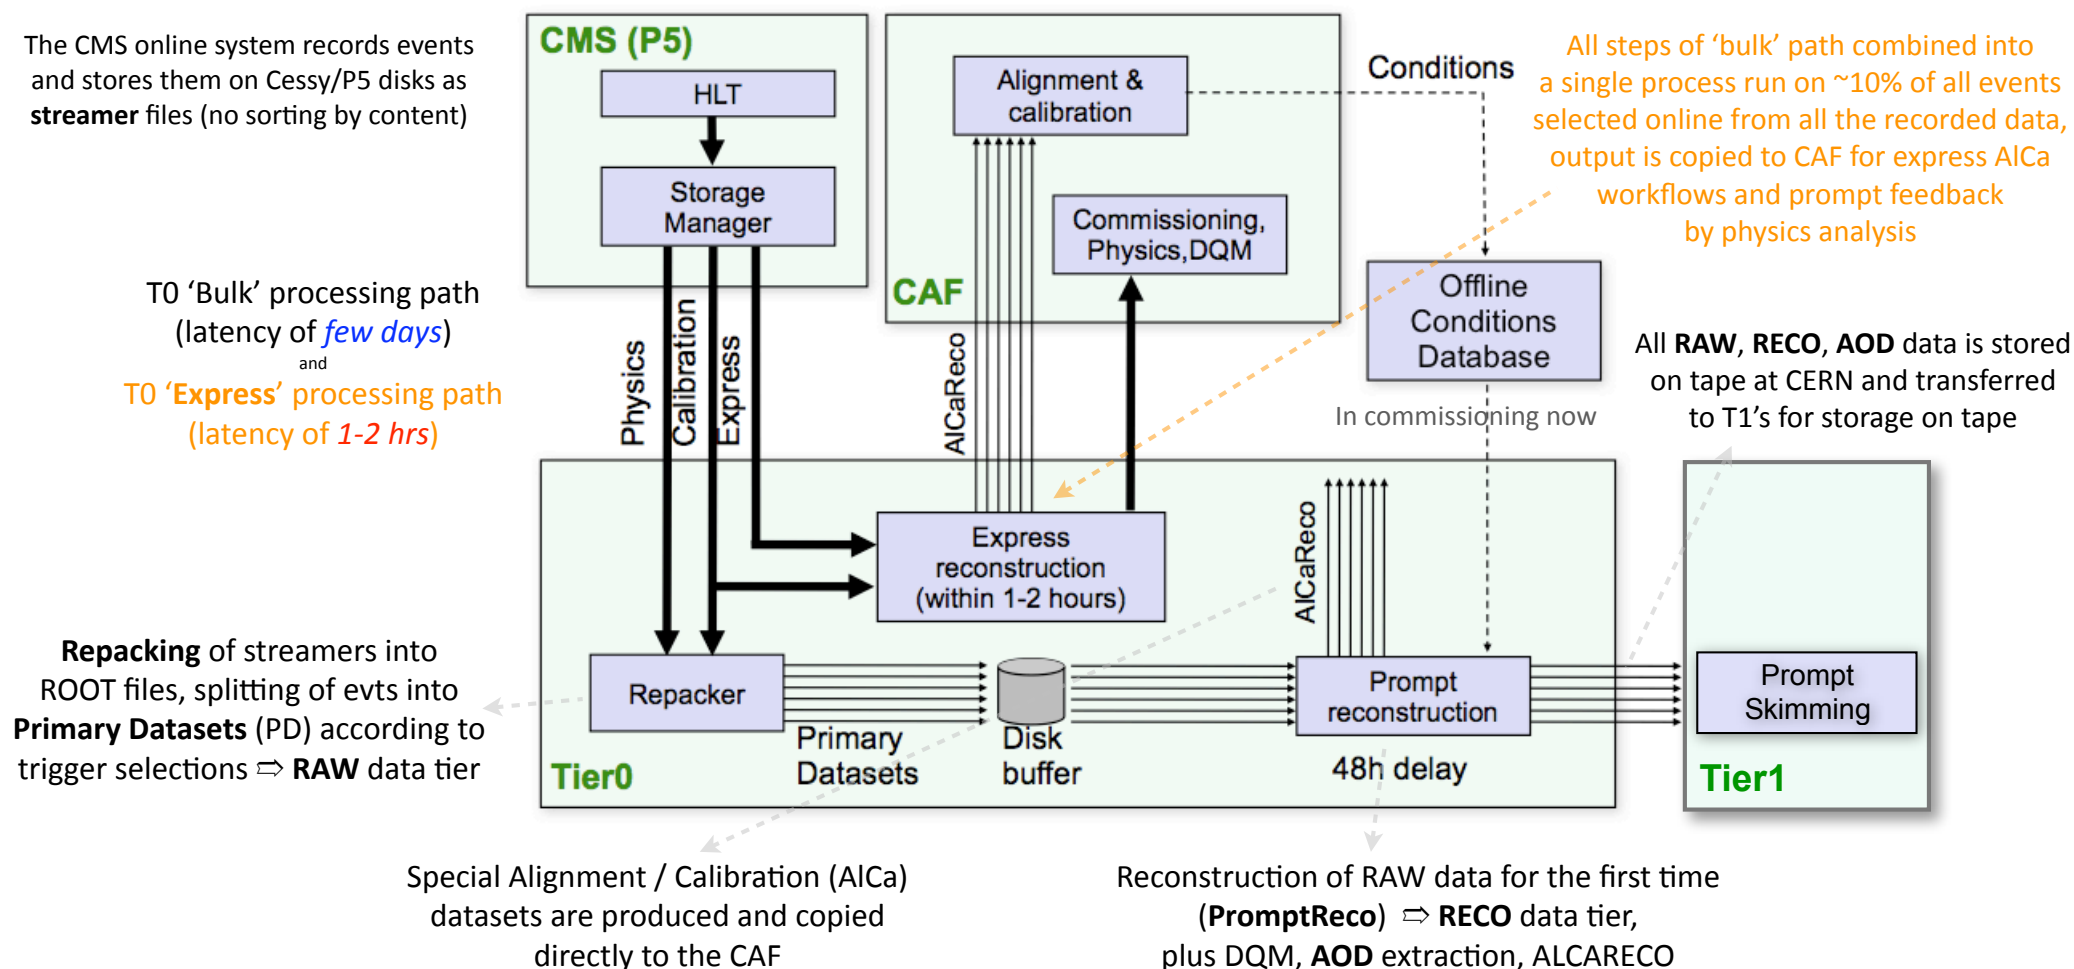 The CMS online system records events
and stores them on Cessy/P5 disks as
streamer files (no sorting by content)
CMS (P5)
HLT
Storage
Manager
Alignment &
calibration
Commissioning,
Physics,DQM
CAF
Conditions
All steps of ‘bulk’ path combined into
a single process run on ~10% of all events
selected online from all the recorded data,
output is copied to CAF for express AlCa
workflows and prompt feedback
by physics analysis
T0 ‘Bulk’ processing path
(latency of few days)
and
T0 ‘Express’ processing path
(latency of 1-2 hrs)
Physics
Calibration
Express
AlCaReco
Offline
Conditions
Database
In commissioning now
All RAW, RECO, AOD data is stored
on tape at CERN and transferred
to T1’s for storage on tape
Express
reconstruction
(within 1-2 hours)
AlCaReco
Repacking of streamers into
ROOT files, splitting of evts into
Primary Datasets (PD) according to
trigger selections ⇨ RAW data tier
Repacker
Primary
Datasets
Disk
buffer
Prompt
reconstruction
48h delay
Tier0
Prompt
Skimming
Tier1
Special Alignment / Calibration (AlCa)
datasets are produced and copied
directly to the CAF
Reconstruction of RAW data for the first time
(PromptReco) ⇨ RECO data tier,
plus DQM, AOD extraction, ALCARECO